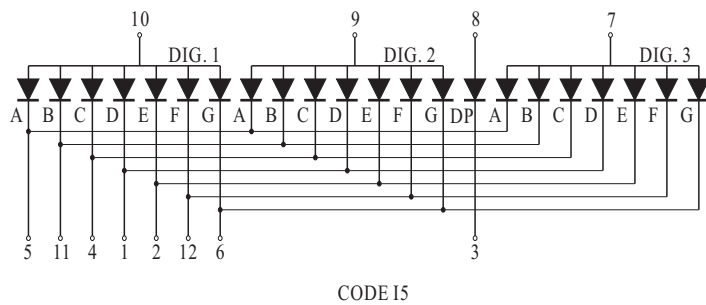 10 9 8 7
DIG. 1 DIG. 2 DIG. 3
A B C D E F G A B C D E F G DP A B C D E F G
5 11 4 1 2 12 6 3
CODE I5